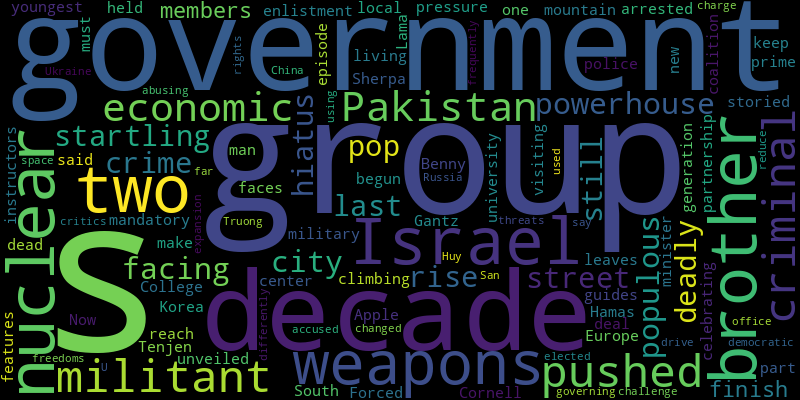 youngest held members enlistment local pressure one mountain arrested charge
government
must rights China episode Lama frequently coalition new keep
Ukraine living Sherpa police prime
abusing using
economic hiatus Pakistan powerhouse storied
startling group
instructors nuclear space said crime man pop university visiting used still generation partnership reduce brother criminal
two far faces begun Benny Russia
critics mandatory expansion Truong last Gantz threats say
dead military Israel populous minister deadly
S make city Huy leaves celebrating
facing center climbing rise San street guides
College decade Hamas office
Now Korea differently accused Apple changed deal drive democratic
features reach unveiled Europe
Tenjen weapons pushed part
freedoms U elected
militant South Forced Cornell governing challenge finish